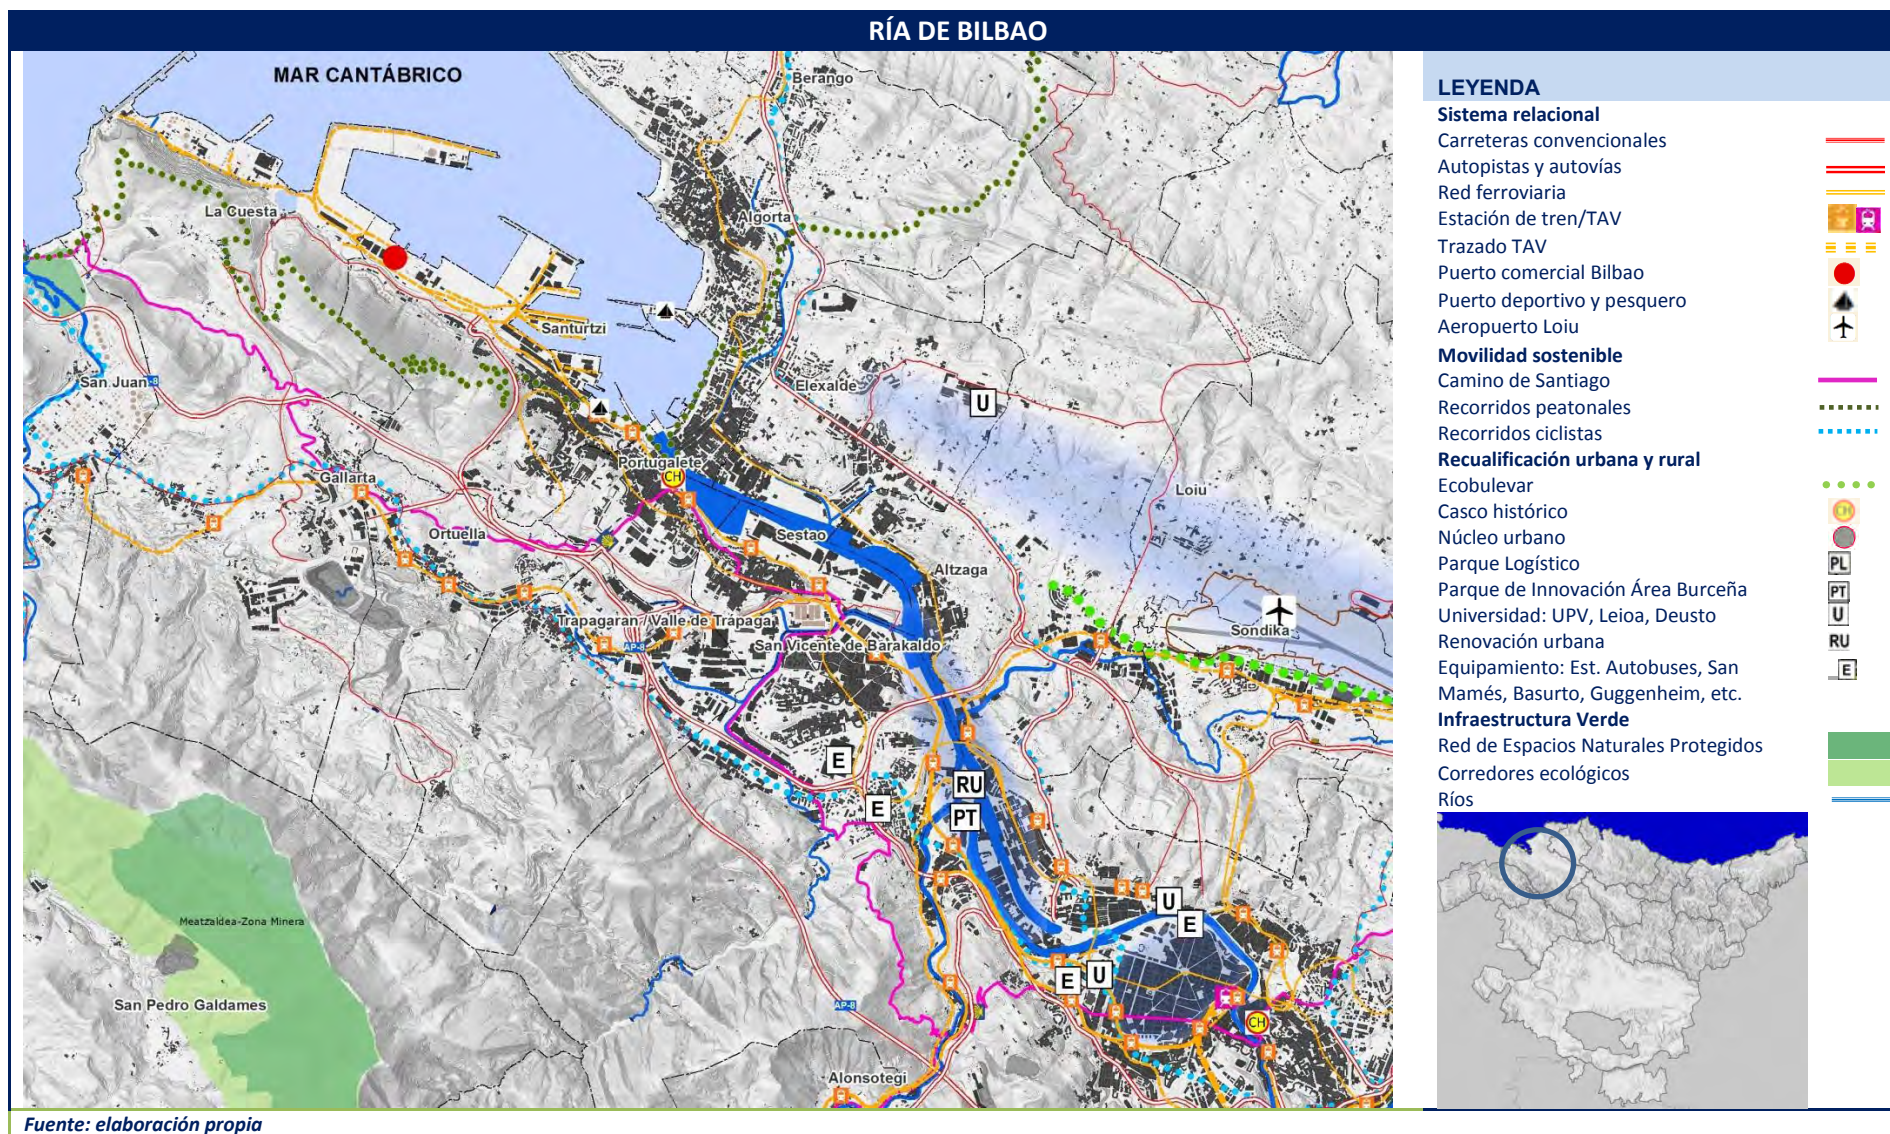 RÍA DE BILBAO
MAR CANTÁBRICO
Berango
La Cuesta
Algorta
Santurtzi
San Juan
Elexalde
U
Portugalete
CH
Gallarta
Loiu
Ortuella
Sestao
Altzaga
Trapagaran / Valle de Trápaga
Sondika
AP-8
San Vicente de Barakaldo
E
RU
E
PT
Meatzaldea-Zona Minera
U
E
E
U
San Pedro Galdames
AP-8
CH
Alonsotegi
LEYENDA
Sistema relacional
Carreteras convencionales
Autopistas y autovías
Red ferroviaria
Estación de tren/TAV
Trazado TAV
Puerto comercial Bilbao
Puerto deportivo y pesquero
Aeropuerto Loiu
Movilidad sostenible
Camino de Santiago
Recorridos peatonales
Recorridos ciclistas
Recualificación urbana y rural
Ecobulevar
Casco histórico CH
Núcleo urbano
Parque Logístico PL
Parque de Innovación Área Burceña PT
Universidad: UPV, Leioa, Deusto U
Renovación urbana RU
Equipamiento: Est. Autobuses, San E
Mamés, Basurto, Guggenheim, etc.
Infraestructura Verde
Red de Espacios Naturales Protegidos
Corredores ecológicos
Ríos
Fuente: elaboración propia